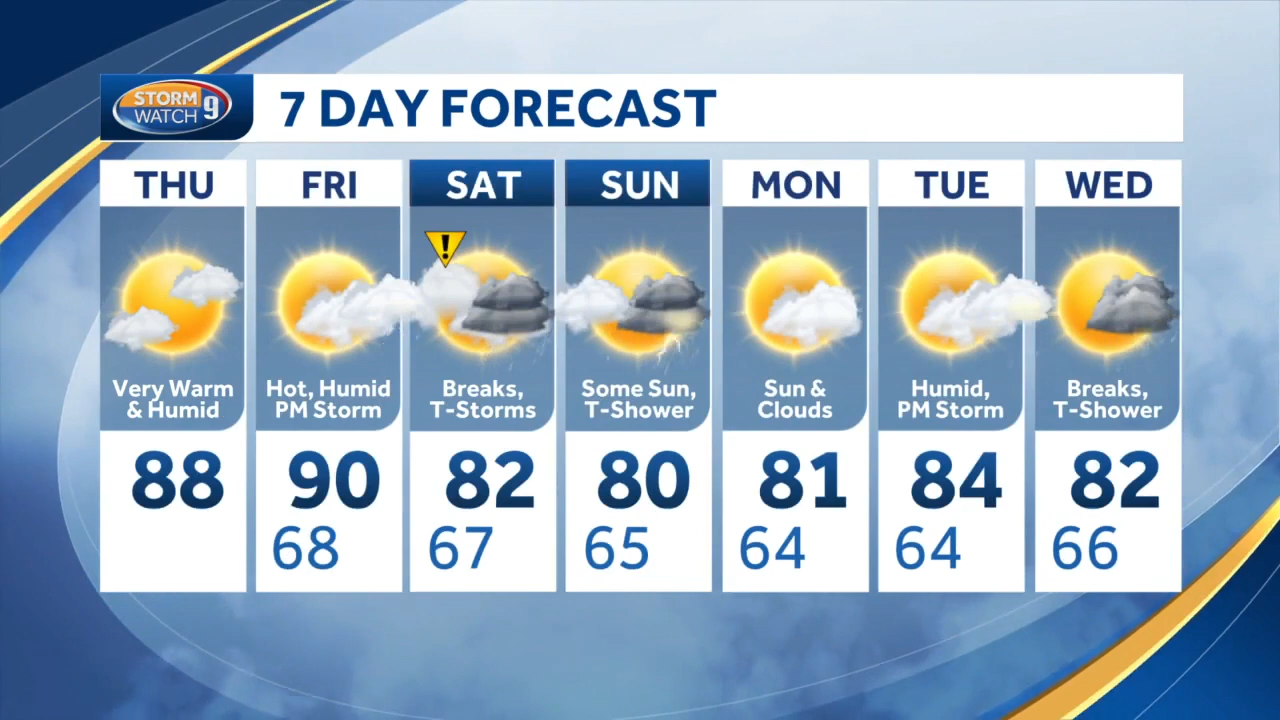 STORM
WATCH 9
7 DAY FORECAST
THU
FRI
SAT
SUN
MON
TUE
WED
!
Very Warm
& Humid
Hot, Humid
PM Storm
Breaks,
T-Storms
Some Sun,
T-Shower
Sun &
Clouds
Humid,
PM Storm
Breaks,
T-Shower
88
90
82
80
81
84
82
68
67
65
64
64
66